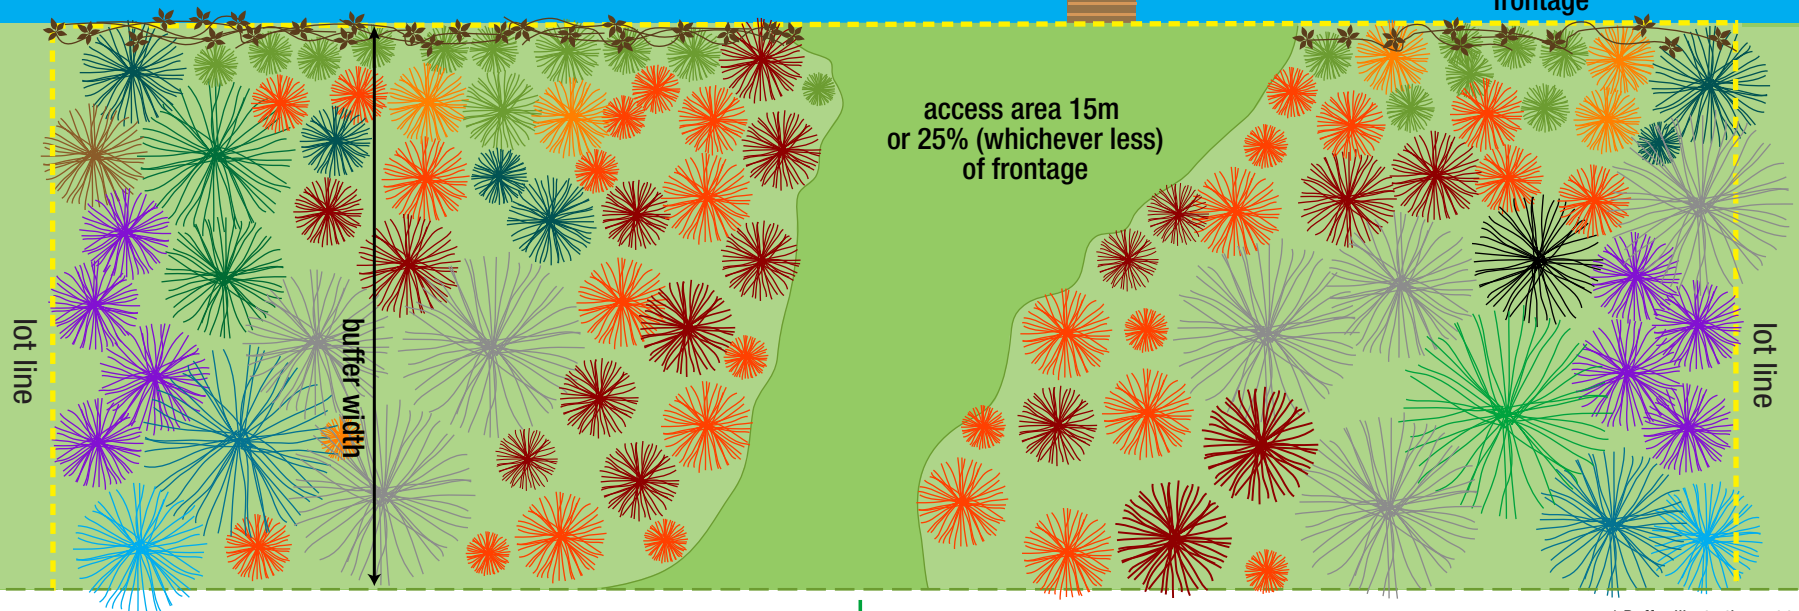 frontage
access area 15m
or 25% (whichever less)
of frontage
lot line
buffer width
lot line